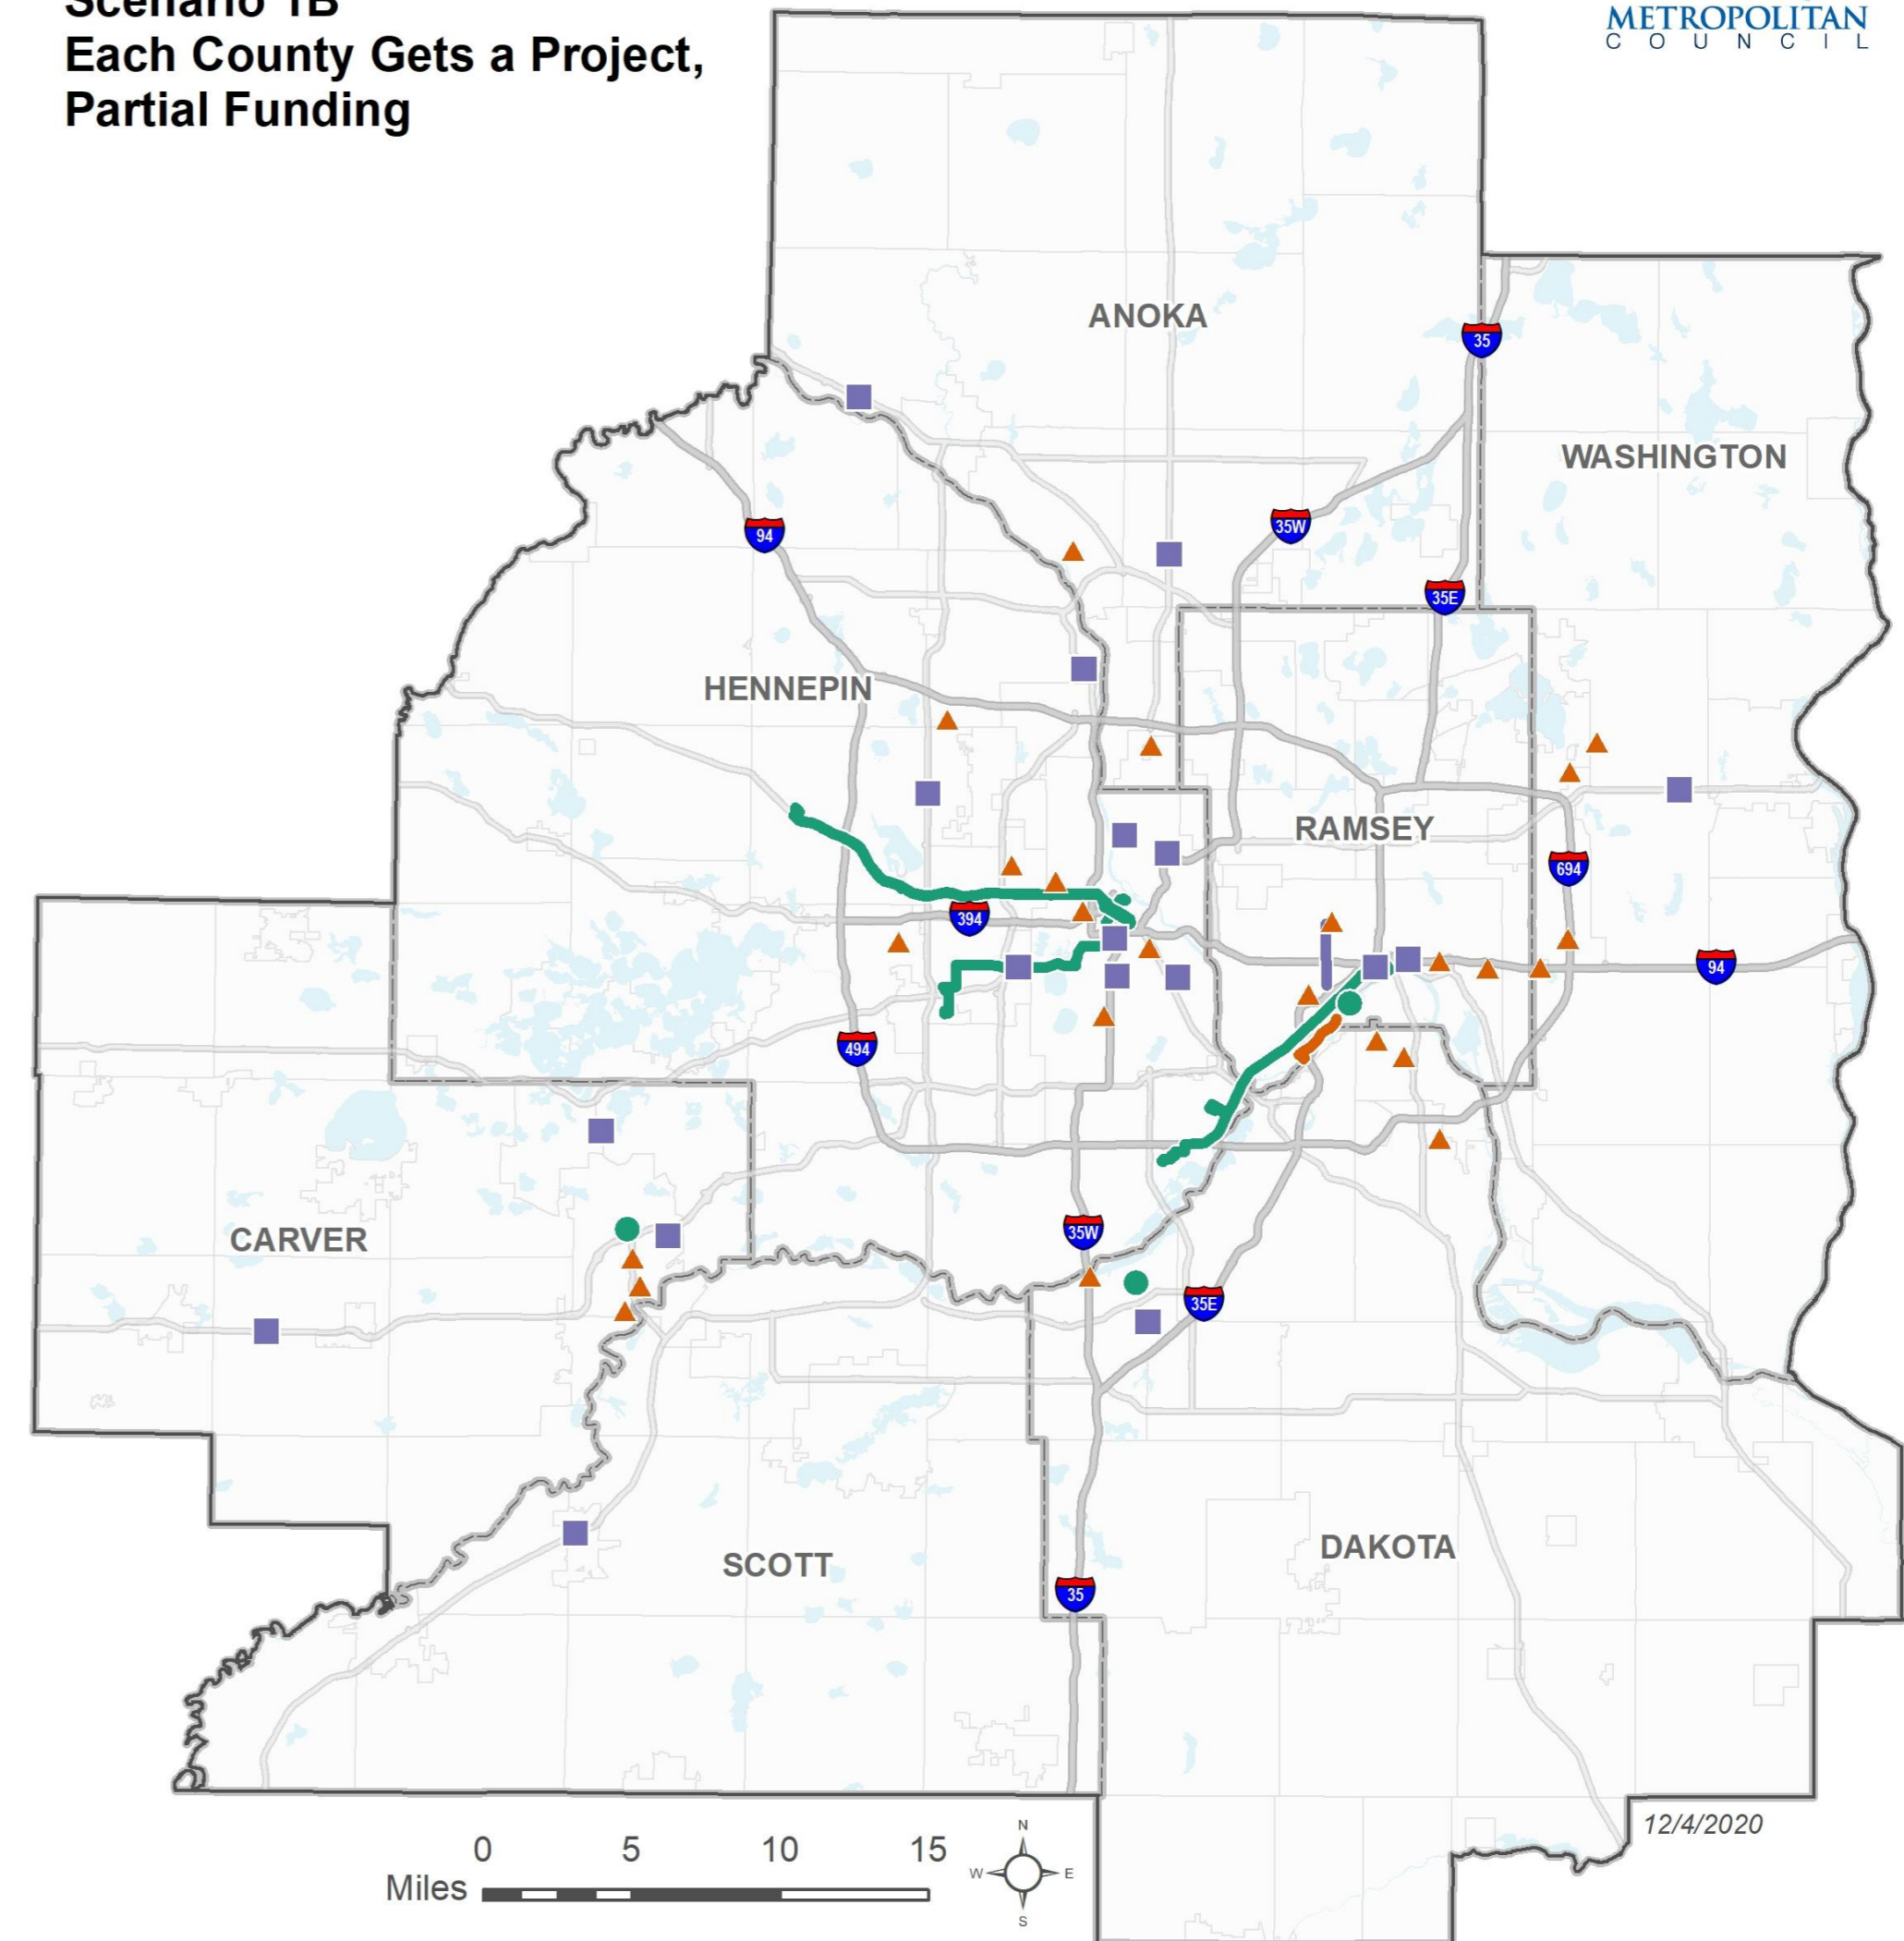 Scenario 1B
Each County Gets a Project,
Partial Funding
METROPOLITAN
COUNCIL
ANOKA
35
WASHINGTON
94
35W
35E
HENNEPIN
RAMSEY
694
394
94
494
CARVER
35W
35E
SCOTT
DAKOTA
35
12/4/2020
0 5 10 15
Miles
N
W E
S